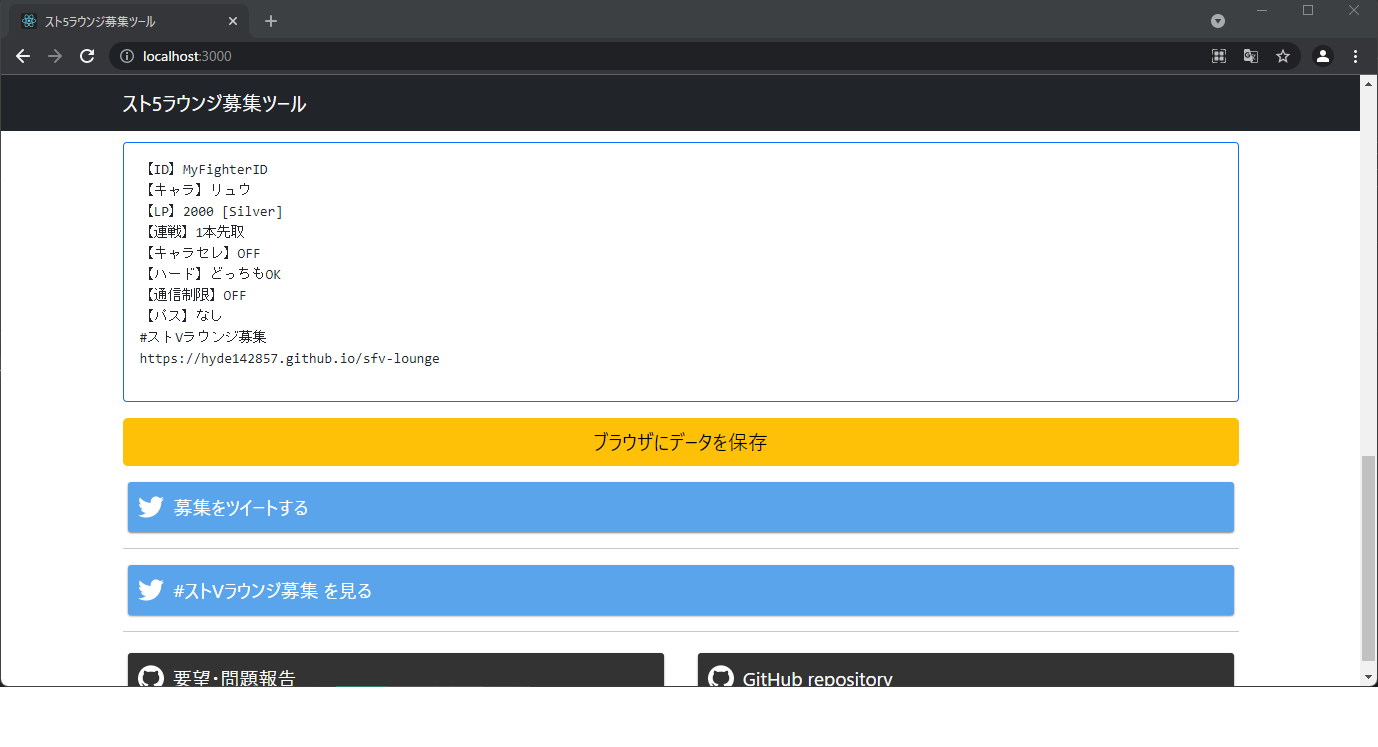 スト5ラウンジ募集ツール
localhost:3000
スト5ラウンジ募集ツール
【ID】MyFighterID
【キャラ】リュウ
【LP】2000 [Silver]
【連戦】1本先取
【キャラセレ】OFF
【ハード】どっちもOK
【通信制限】OFF
【パス】なし
#ストVラウンジ募集
https://hyde142857.github.io/sfv-lounge
ブラウザにデータを保存
募集をツイートする
#ストVラウンジ募集 を見る
要望・問題報告
GitHub repository